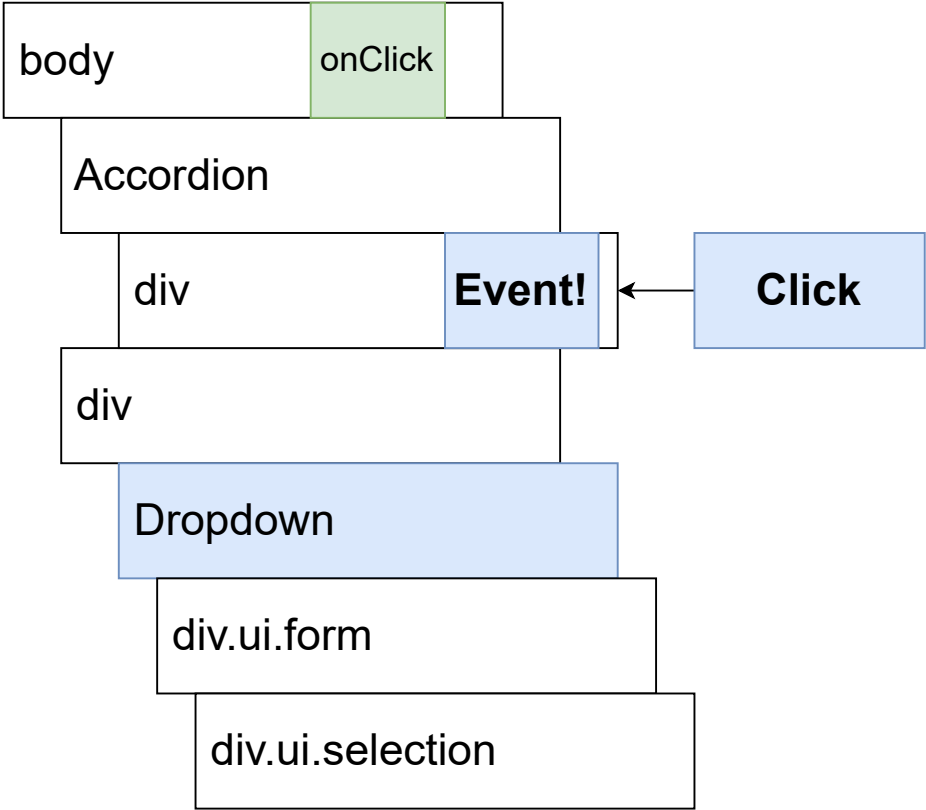 body
onClick
Accordion
div
Event!
Click
div
Dropdown
div.ui.form
div.ui.selection